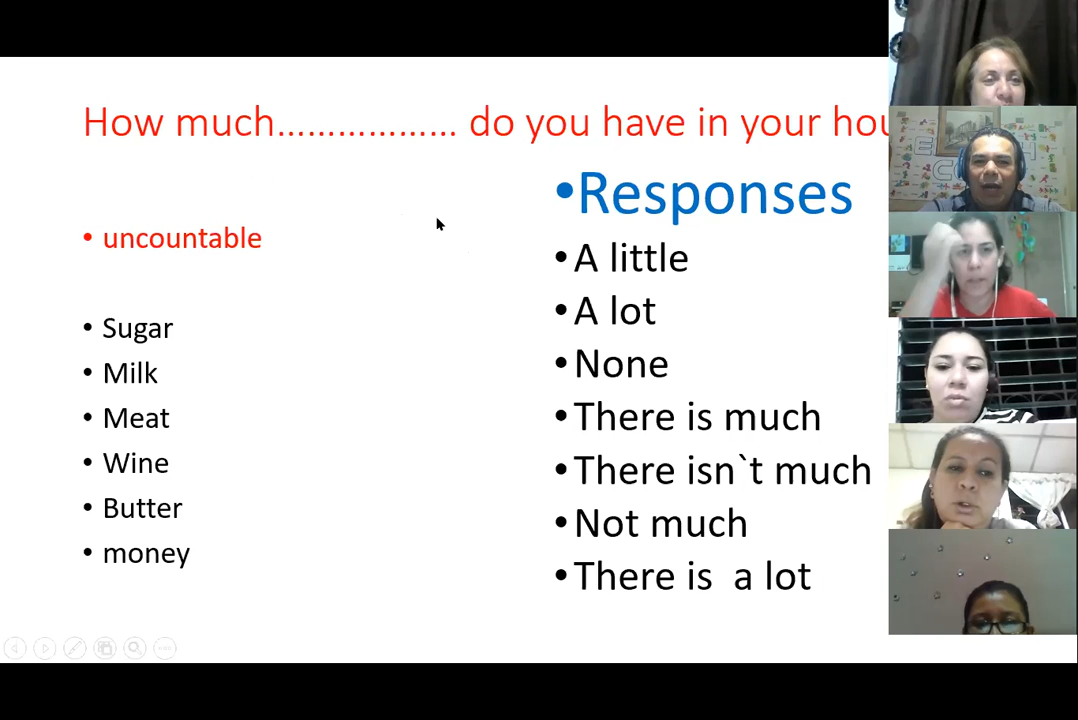 How much.................. do you have in your hou
• uncountable
• Sugar
• Milk
• Meat
• Wine
• Butter
• money
•Responses
•A little
•A lot
•None
•There is much
•There isn`t much
•Not much
•There is a lot